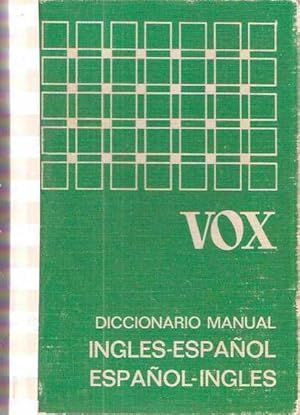 VOX
DICCIONARIO MANUAL
INGLES-ESPAÑOL
ESPAÑOL-INGLES